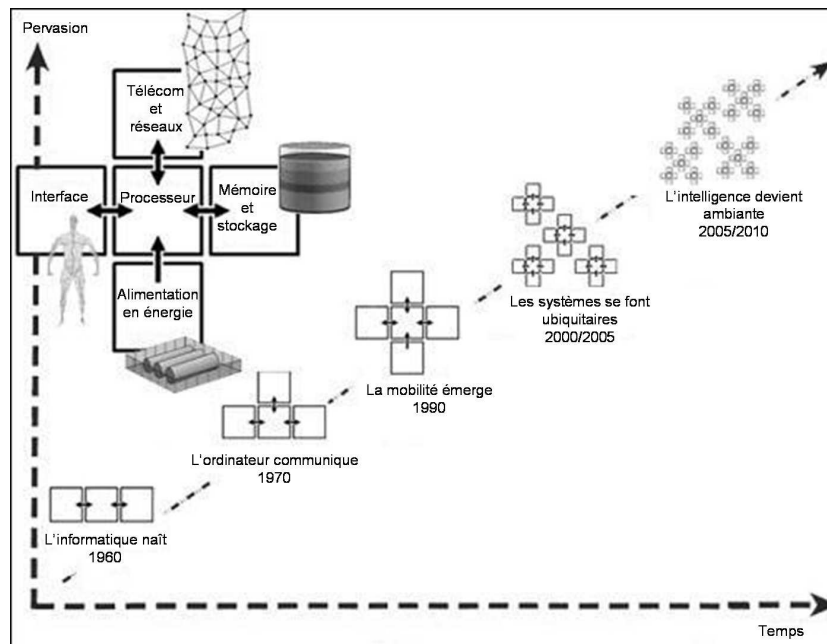 Pervasion
Télécom
et
réseaux
Interface
Processeur
Mémoire
et
stockage
Alimentation
en énergie
L'intelligence devient
ambiante
2005/2010
Les systèmes se font
ubiquitaires
2000/2005
La mobilité émerge
1990
L'ordinateur communique
1970
L'informatique naît
1960
Temps